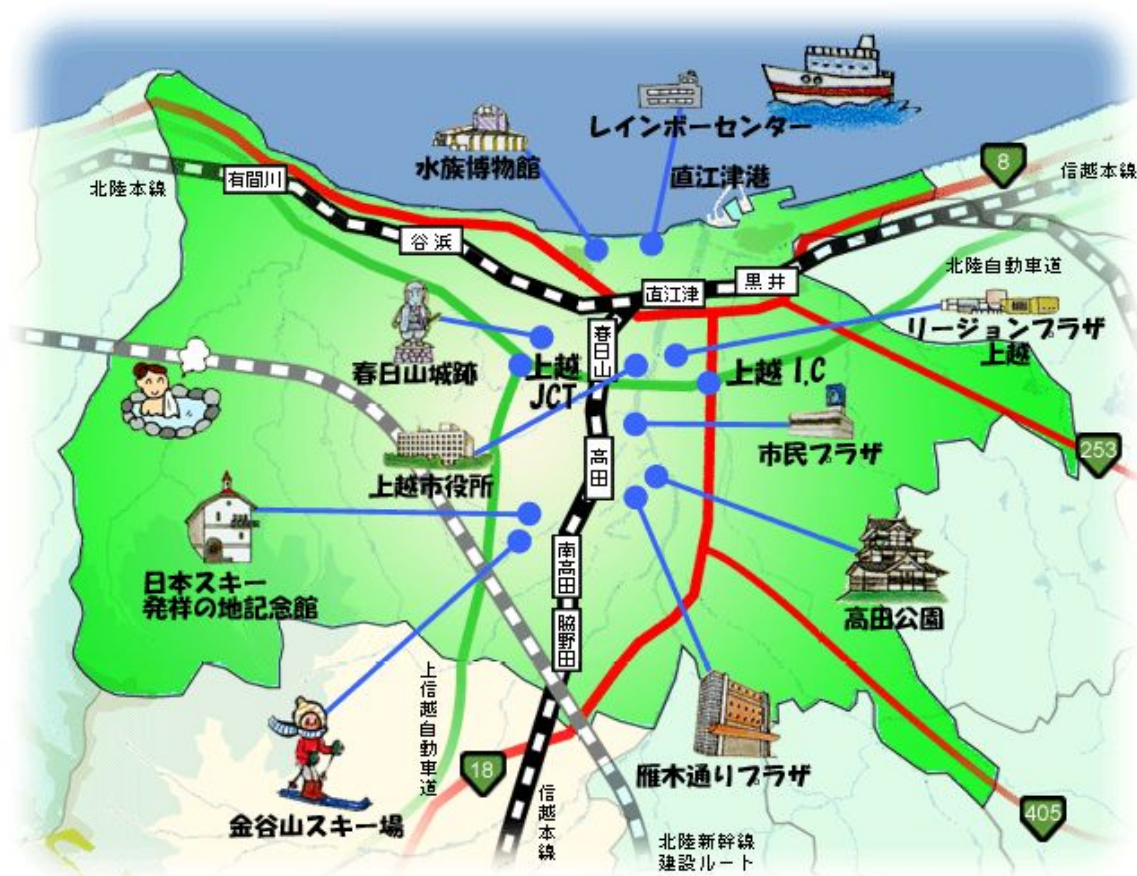 レインボーセンター
水族博物館
直江津港
8
信越本線
北陸本線
有間川
谷浜
北陸自動車道
黒井
直江津
リージョンプラザ
上越
春日山
春日山城跡
上越
JCT
上越 I.C
市民プラザ
253
高田
上越市役所
日本スキー
発祥の地記念館
南高田
高田公園
脇野田
上信越自動車道
18
雁木通りプラザ
金谷山スキー場
信越本線
405
北陸新幹線
建設ルート